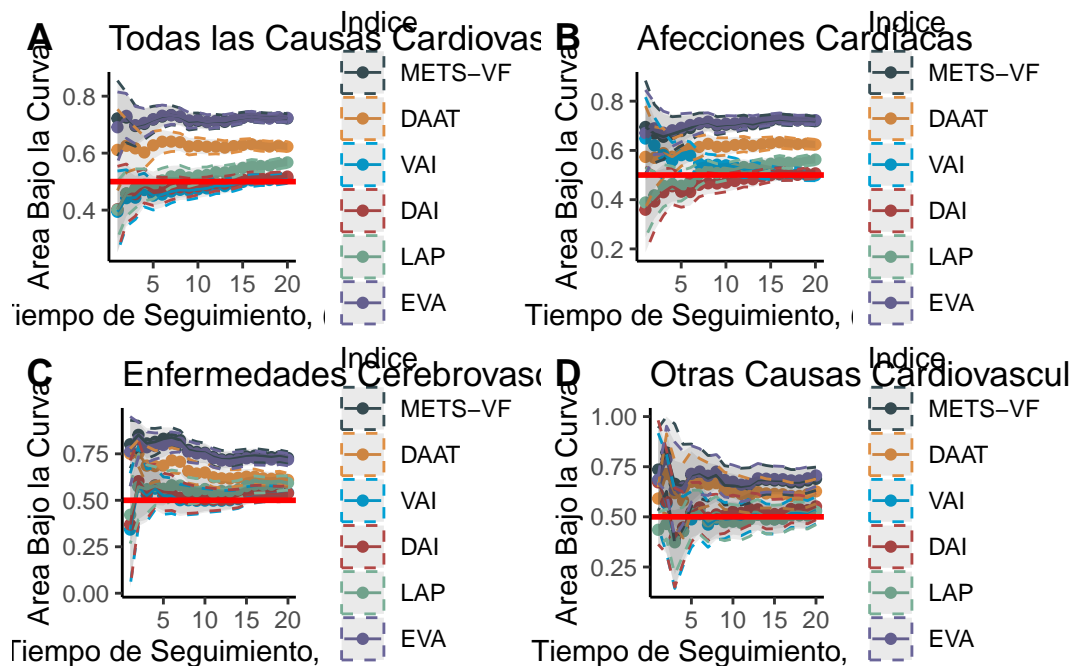 A Todas las Causas Cardiovas
Area Bajo la Curva
0.8
0.6
0.4
5 10 15 20
Tiempo de Seguimiento, (
Indice
METS−VF
DAAT
VAI
DAI
LAP
EVA
B Afecciones Cardíacas
Area Bajo la Curva
0.8
0.6
0.4
0.2
5 10 15 20
Tiempo de Seguimiento, (
Indice
METS−VF
DAAT
VAI
DAI
LAP
EVA
C Enfermedades Cerebrovasc
Area Bajo la Curva
0.75
0.50
0.25
0.00
5 10 15 20
Tiempo de Seguimiento,
Indice
METS−VF
DAAT
VAI
DAI
LAP
EVA
D Otras Causas Cardiovascul
Area Bajo la Curva
1.00
0.75
0.50
0.25
5 10 15 20
Tiempo de Seguimiento,
Indice
METS−VF
DAAT
VAI
DAI
LAP
EVA